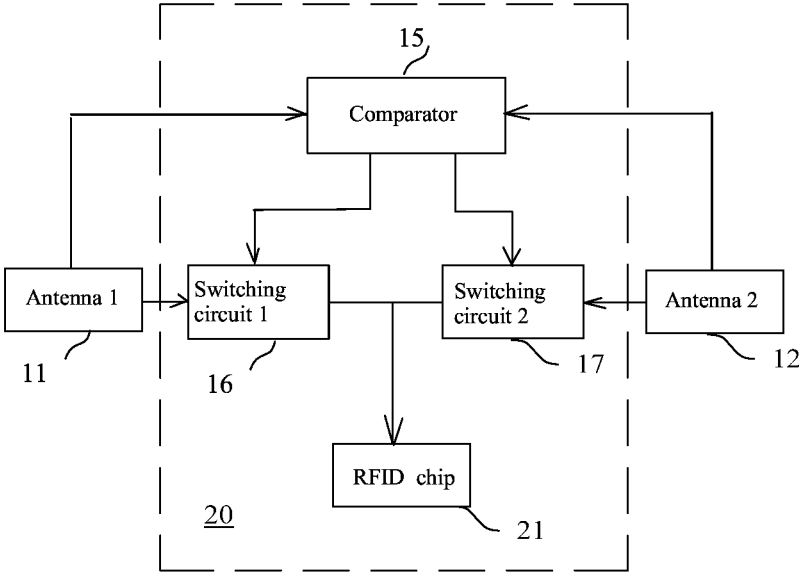 15
Comparator
Antenna 1
Switching
circuit 1
Switching
circuit 2
Antenna 2
11
16
17
12
RFID chip
20
21